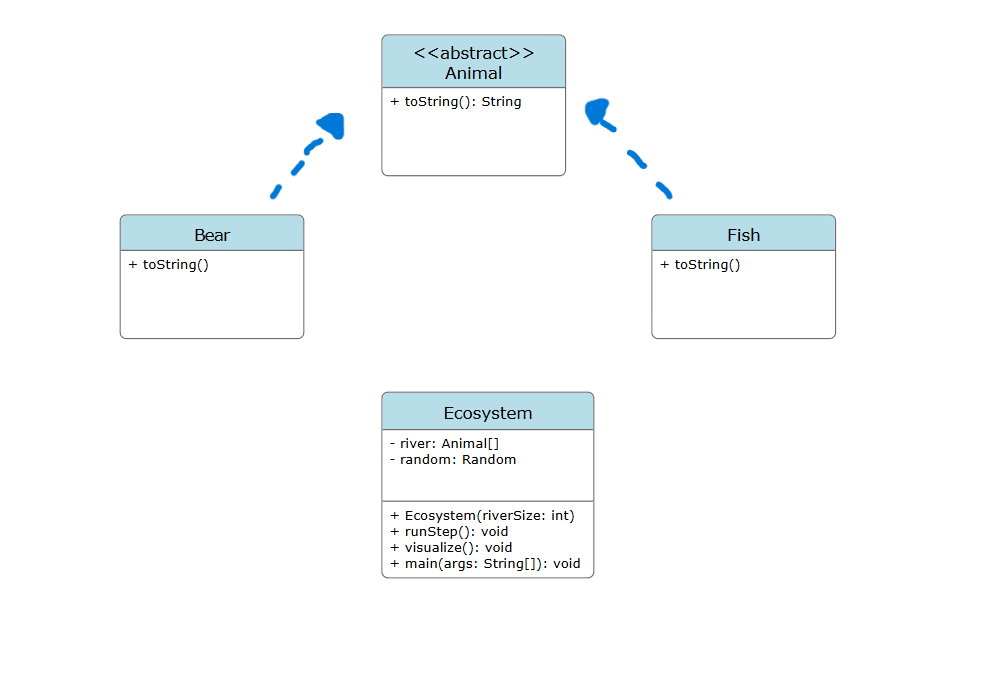 <<abstract>>
Animal
+ toString(): String
Bear
+ toString()
Fish
+ toString()
Ecosystem
- river: Animal[]
- random: Random
+ Ecosystem(riverSize: int)
+ runStep(): void
+ visualize(): void
+ main(args: String[]): void